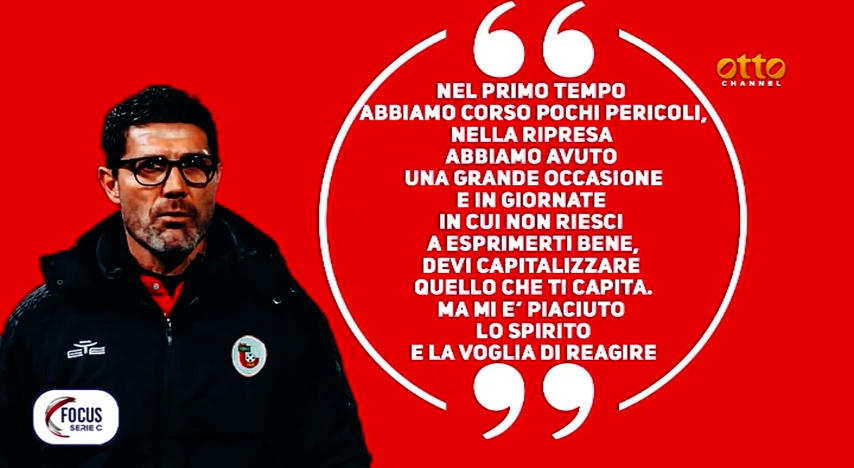 otto
CHANNEL
NEL PRIMO TEMPO
ABBIAMO CORSO POCHI PERICOLI,
NELLA RIPRESA
ABBIAMO AVUTO
UNA GRANDE OCCASIONE
E IN GIORNATE
IN CUI NON RIESCI
A ESPRIMERTI BENE,
DEVI CAPITALIZZARE
QUELLO CHE TI CAPITA.
MA MI E’ PIACIUTO
LO SPIRITO
E LA VOGLIA DI REAGIRE
FOCUS
SERIE C